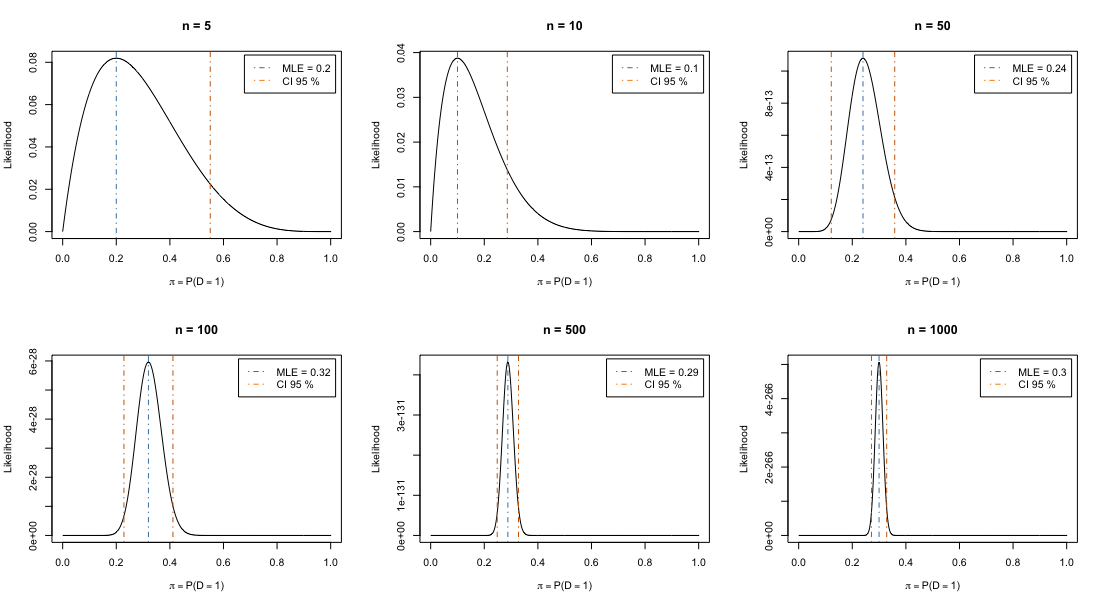 n = 5
MLE = 0.2
CI 95 %
Likelihood
0.00
0.02
0.04
0.06
0.08
0.0 0.2 0.4 0.6 0.8 1.0
π = P(D = 1)
n = 10
MLE = 0.1
CI 95 %
Likelihood
0.00
0.01
0.02
0.03
0.04
0.0 0.2 0.4 0.6 0.8 1.0
π = P(D = 1)
n = 50
MLE = 0.24
CI 95 %
Likelihood
0e+00
4e-13
8e-13
0.0 0.2 0.4 0.6 0.8 1.0
π = P(D = 1)
n = 100
MLE = 0.32
CI 95 %
Likelihood
0e+00
2e-28
4e-28
6e-28
0.0 0.2 0.4 0.6 0.8 1.0
π = P(D = 1)
n = 500
MLE = 0.29
CI 95 %
Likelihood
0e+00
1e-131
3e-131
0.0 0.2 0.4 0.6 0.8 1.0
π = P(D = 1)
n = 1000
MLE = 0.3
CI 95 %
Likelihood
0e+00
2e-266
4e-266
0.0 0.2 0.4 0.6 0.8 1.0
π = P(D = 1)